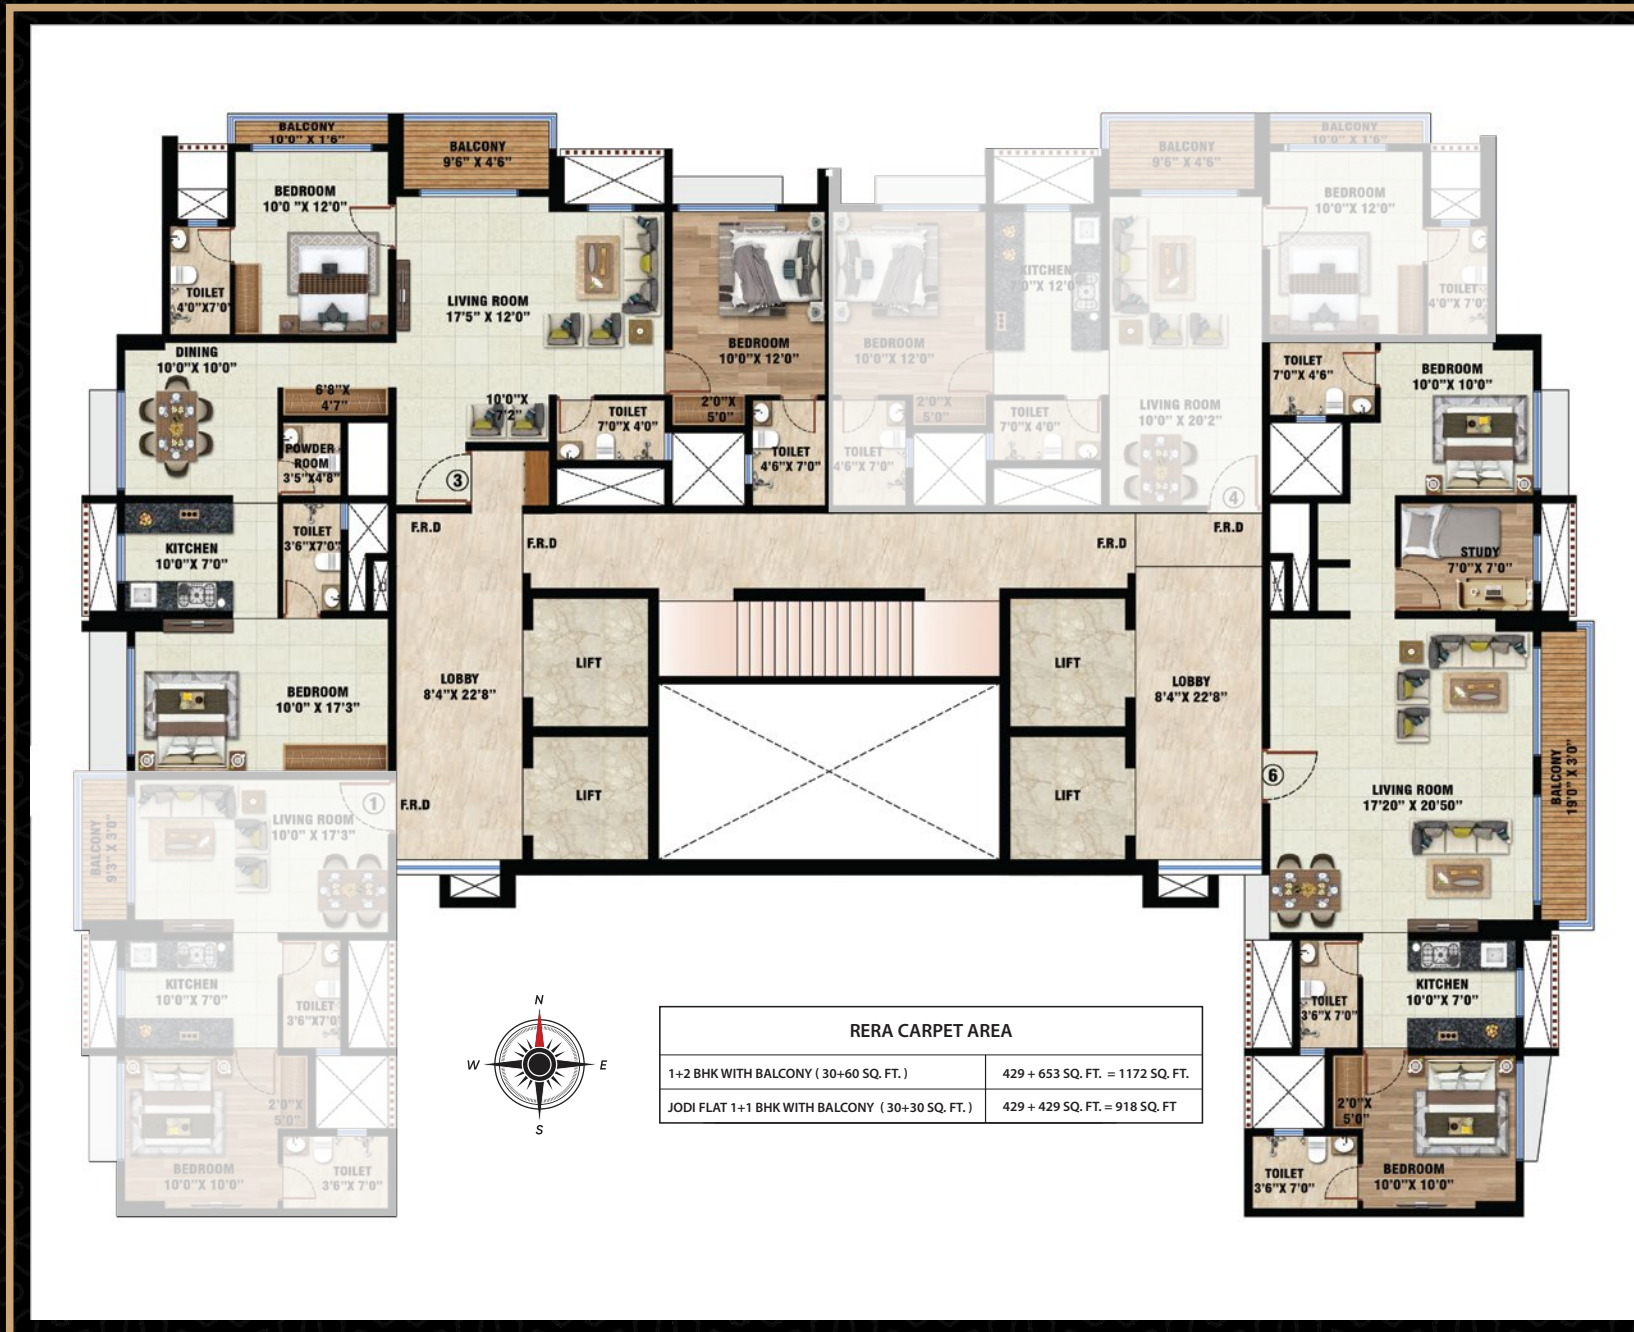 BALCONY
10'0" X 1'6"
BALCONY
9'6" X 4'6"
BEDROOM
10'0 "X 12'0"
TOILET
4'0"X7'0"
LIVING ROOM
17'5" X 12'0"
BEDROOM
10'0"X 12'0"
DINING
10'0"X 10'0"
6'8"X
4'7"
10'0"X
7'2"
2'0"X
5'0"
TOILET
7'0"X 4'0"
TOILET
4'6"X 7'0"
POWDER
ROOM
3'5"X4'8"
3
KITCHEN
10'0"X 7'0"
TOILET
3'6"X7'0"
BEDROOM
10'0" X 17'3"
BALCONY
9'6" X 4'6"
BALCONY
10'0" X 1'6"
BEDROOM
10'0"X 12'0"
KITCHEN
7'0"X 12'0"
BEDROOM
10'0"X 12'0"
TOILET
4'0"X 7'0"
LIVING ROOM
10'0" X 20'2"
2'0"X
5'0"
TOILET
7'0"X 4'0"
TOILET
4'6"X 7'0"
4
F.R.D
F.R.D
F.R.D
F.R.D
F.R.D
LOBBY
8'4"X 22'8"
LIFT
LIFT
LIFT
LIFT
LOBBY
8'4"X 22'8"
TOILET
7'0"X 4'6"
BEDROOM
10'0"X 10'0"
STUDY
7'0"X 7'0"
6
LIVING ROOM
17'20" X 20'50"
BALCONY
19'0" X 3'0"
KITCHEN
10'0"X 7'0"
TOILET
3'6"X 7'0"
2'0"X
5'0"
TOILET
3'6"X 7'0"
BEDROOM
10'0"X 10'0"
1
LIVING ROOM
10'0" X 17'3"
BALCONY
9'3" X 3'0"
KITCHEN
10'0"X 7'0"
TOILET
3'6"X7'0"
2'0"X
5'0"
BEDROOM
10'0"X 10'0"
TOILET
3'6"X 7'0"
N
W
E
S
RERA CARPET AREA
1+2 BHK WITH BALCONY ( 30+60 SQ. FT. )
429 + 653 SQ. FT. = 1172 SQ. FT.
JODI FLAT 1+1 BHK WITH BALCONY ( 30+30 SQ. FT. )
429 + 429 SQ. FT. = 918 SQ. FT